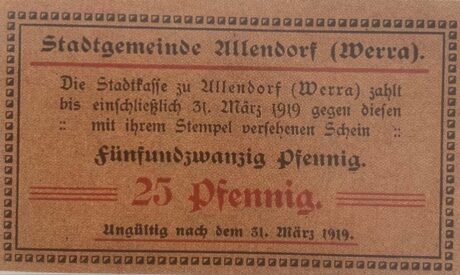 Stadtgemeinde Allendorf (Werra).
Die Stadtkasse zu Allendorf (Werra) zahlt
bis einschließlich 31. März 1919 gegen diesen
:: mit ihrem Stempel versehenen Schein ::
Fünfundzwanzig Pfennig.
25 Pfennig.
Ungültig nach dem 31. März 1919.